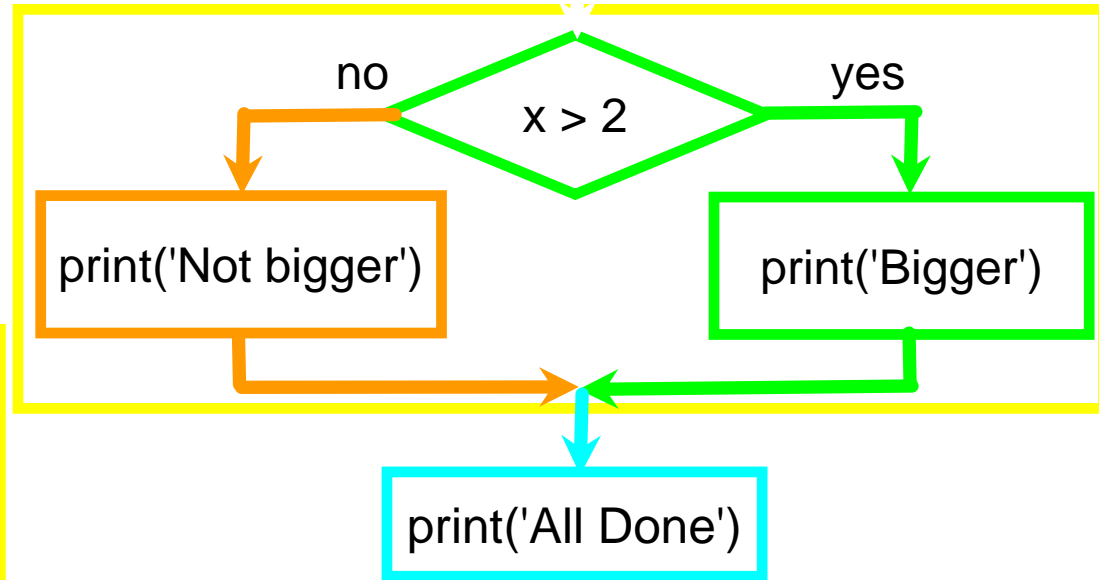 no
yes
x > 2
print('Not bigger')
print('Bigger')
print('All Done')